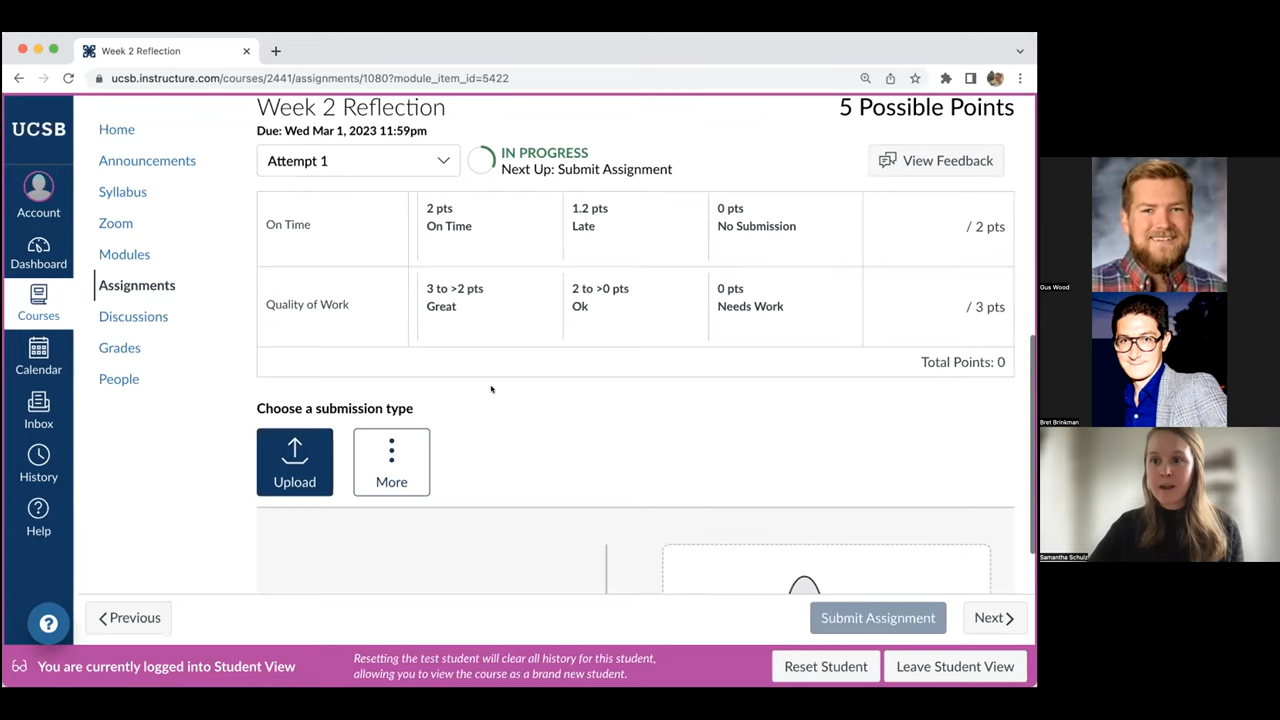 Week 2 Reflection
ucsb.instructure.com/courses/2441/assignments/1080?module_item_id=5422
UCSB
Account
Dashboard
Courses
Calendar
Inbox
History
Help
?
Home
Announcements
Syllabus
Zoom
Modules
Assignments
Discussions
Grades
People
Week 2 Reflection
5 Possible Points
Due: Wed Mar 1, 2023 11:59pm
Attempt 1
IN PROGRESS
Next Up: Submit Assignment
View Feedback
On Time
2 pts
On Time
1.2 pts
Late
0 pts
No Submission
/ 2 pts
Quality of Work
3 to >2 pts
Great
2 to >0 pts
Ok
0 pts
Needs Work
/ 3 pts
Total Points: 0
Choose a submission type
Upload
More
Previous
Submit Assignment
Next
You are currently logged into Student View
Resetting the test student will clear all history for this student,
allowing you to view the course as a brand new student.
Reset Student
Leave Student View
Gus Wood
Bret Brinkman
Samantha Schulz